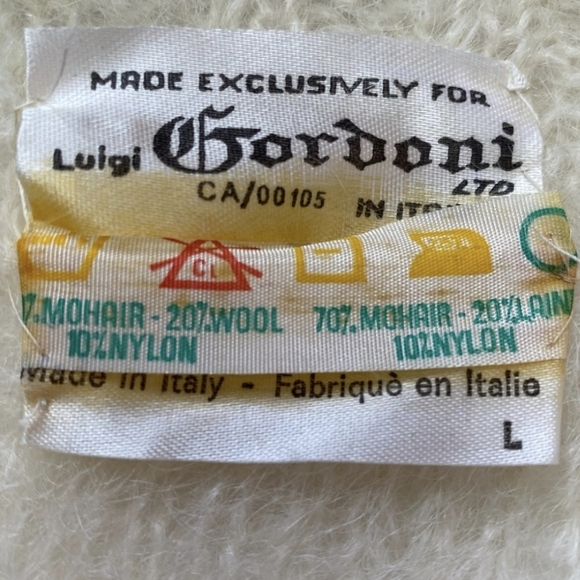 MADE EXCLUSIVELY FOR
Luigi Gordoni
LTD
CA/00105 IN
CL
%.MOHAIR - 20%WOOL
10%NYLON
70%.MOHAIR - 20%LAINE
10%NYLON
Made in Italy - Fabriquè en Italie
L